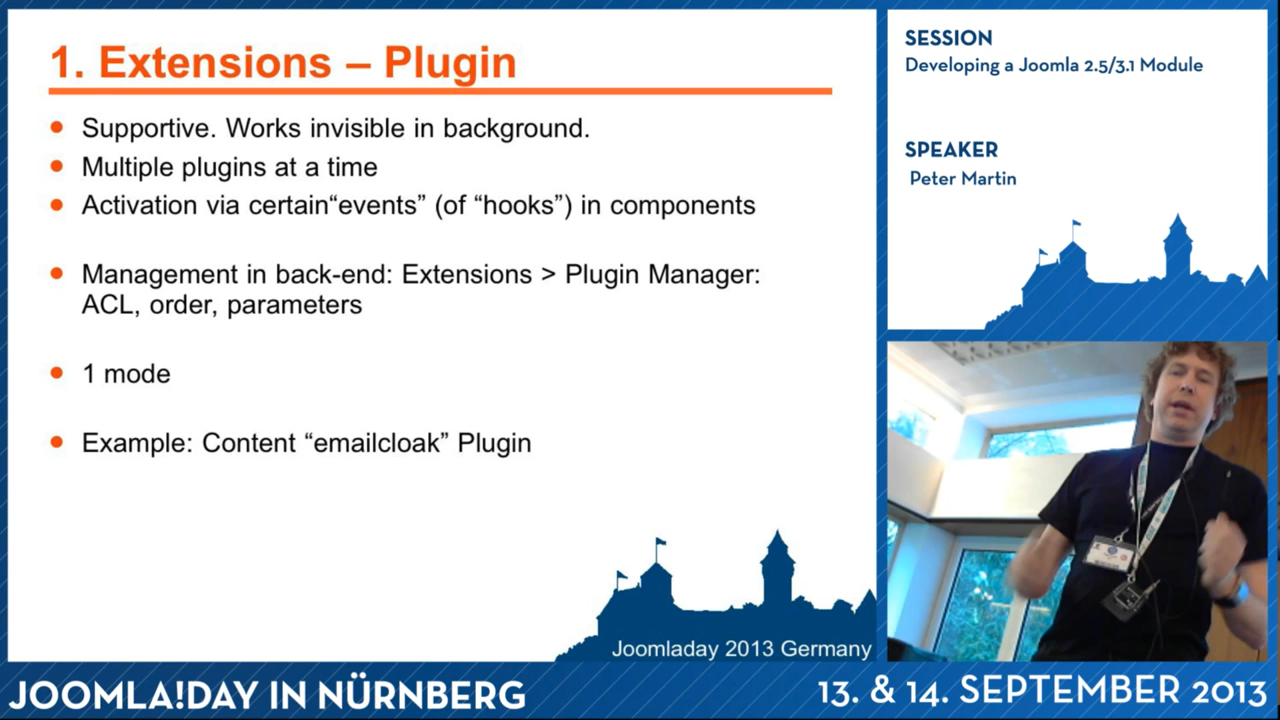 1. Extensions – Plugin
Supportive. Works invisible in background.
Multiple plugins at a time
Activation via certain“events” (of “hooks”) in components
Management in back-end: Extensions > Plugin Manager:
ACL, order, parameters
1 mode
Example: Content “emailcloak” Plugin
Joomladay 2013 Germany
SESSION
Developing a Joomla 2.5/3.1 Module
SPEAKER
Peter Martin
JOOMLA!DAY IN NÜRNBERG
13. & 14. SEPTEMBER 2013